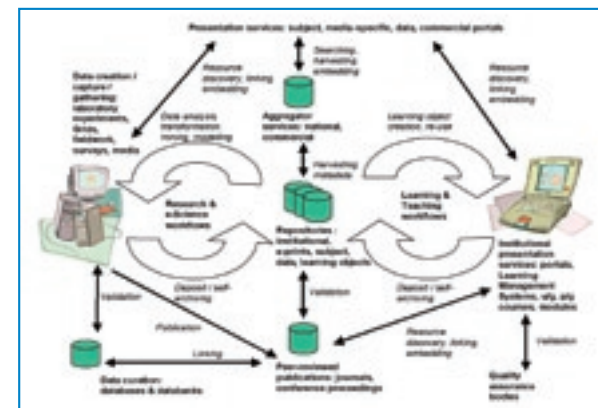 Presentation services: subject, media-specific, data, commercial portals
Data creation /
capture /
gathering:
laboratory
experiments,
Grids,
fieldwork,
surveys, media
Resource
discovery, linking
embedding
Searching,
harvesting
embedding
Resource
discovery,
linking
embedding
Data analysis
transformation
mining, modelling
Aggregator
services: national,
commercial
Learning object
creation, re-use
Harvesting
metadata
Research &
e-Science
workflows
Learning &
Teaching
workflows
Repositories :
institutional,
e-prints, subject,
data, learning objects
Institutional
presentation
services: portals,
Learning
Management
Systems, u/g, p/g
courses, modules
Deposit / self-
archiving
Deposit / self-
archiving
Validation
Publication
Validation
Resource
discovery, linking,
embedding
Validation
Linking
Data curation:
databases & databanks
Peer-reviewed
publications: journals,
conference proceedings
Quality
assurance
bodies